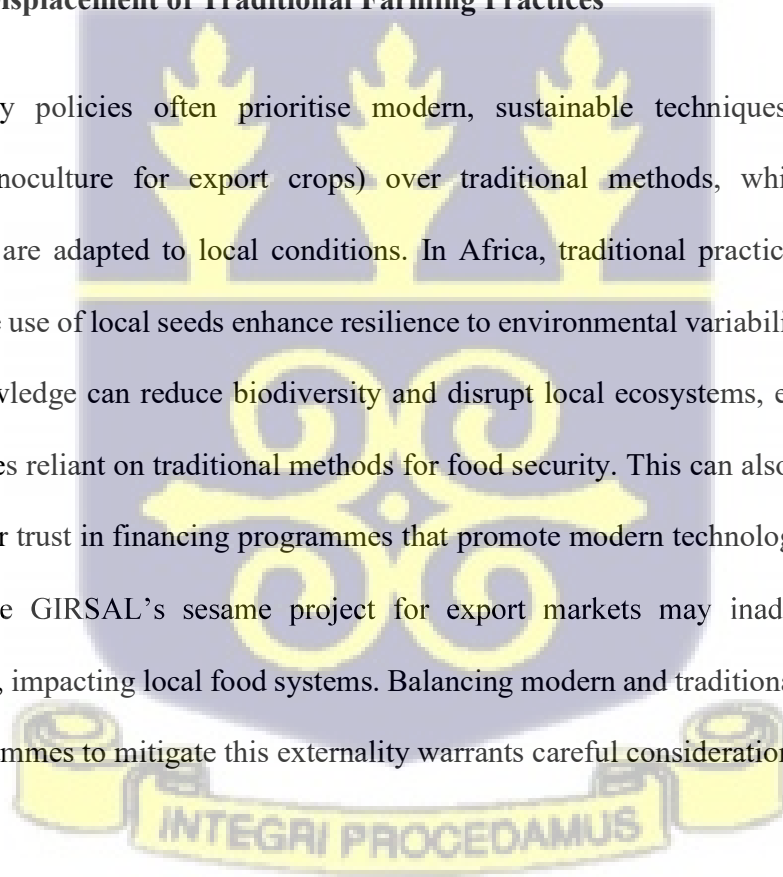 isplacement of Traditional Farming Practices
y policies often prioritise modern, sustainable techniques
noculture for export crops) over traditional methods, whi
are adapted to local conditions. In Africa, traditional practic
use of local seeds enhance resilience to environmental variabili
wledge can reduce biodiversity and disrupt local ecosystems, e
es reliant on traditional methods for food security. This can also
r trust in financing programmes that promote modern technolog
e GIRSAL’s sesame project for export markets may inad
, impacting local food systems. Balancing modern and traditiona
mmes to mitigate this externality warrants careful consideration
INTEGRI PROCEDAMUS